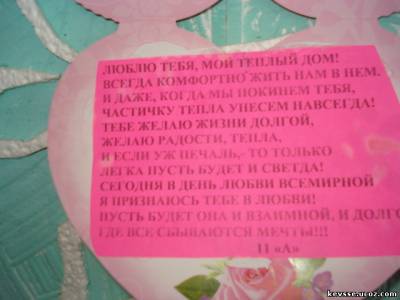 ЛЮБЛЮ ТЕБЯ, МОЙ ТЕПЛЫЙ ДОМ!
ВСЕГДА КОМФОРТНО ЖИТЬ НАМ В НЕМ.
И ДАЖЕ, КОГДА МЫ ПОКИНЕМ ТЕБЯ,
ЧАСТИЧКУ ТЕПЛА УНЕСЕМ НАВСЕГДА!
ТЕБЕ ЖЕЛАЮ ЖИЗНИ ДОЛГОЙ,
ЖЕЛАЮ РАДОСТИ, ТЕПЛА,
И ЕСЛИ УЖ ПЕЧАЛЬ,- ТО ТОЛЬКО
ЛЕГКА ПУСТЬ БУДЕТ И СВЕТЛА!
СЕГОДНЯ В ДЕНЬ ЛЮБВИ ВСЕМИРНОЙ
Я ПРИЗНАЮСЬ ТЕБЕ В ЛЮБВИ!
ПУСТЬ БУДЕТ ОНА И ВЗАИМНОЙ, И ДОЛГО
ГДЕ ВСЕ СБЫВАЮТСЯ МЕЧТЫ!!!
11 «А»
kevsse.ucoz.com